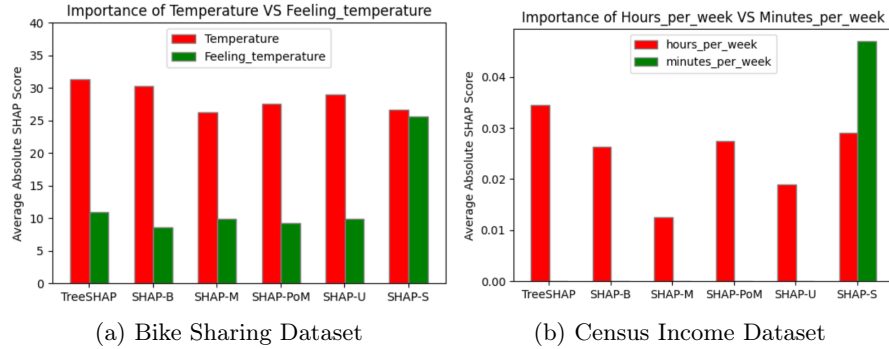 Importance of Temperature VS Feeling_temperature
Average Absolute SHAP Score
40
35
30
25
20
15
10
5
0
Temperature
Feeling_temperature
TreeSHAP SHAP-B SHAP-M SHAP-PoM SHAP-U SHAP-S
(a) Bike Sharing Dataset
Importance of Hours_per_week VS Minutes_per_week
Average Absolute SHAP Score
0.04
0.03
0.02
0.01
0.00
hours_per_week
minutes_per_week
TreeSHAP SHAP-B SHAP-M SHAP-PoM SHAP-U SHAP-S
(b) Census Income Dataset